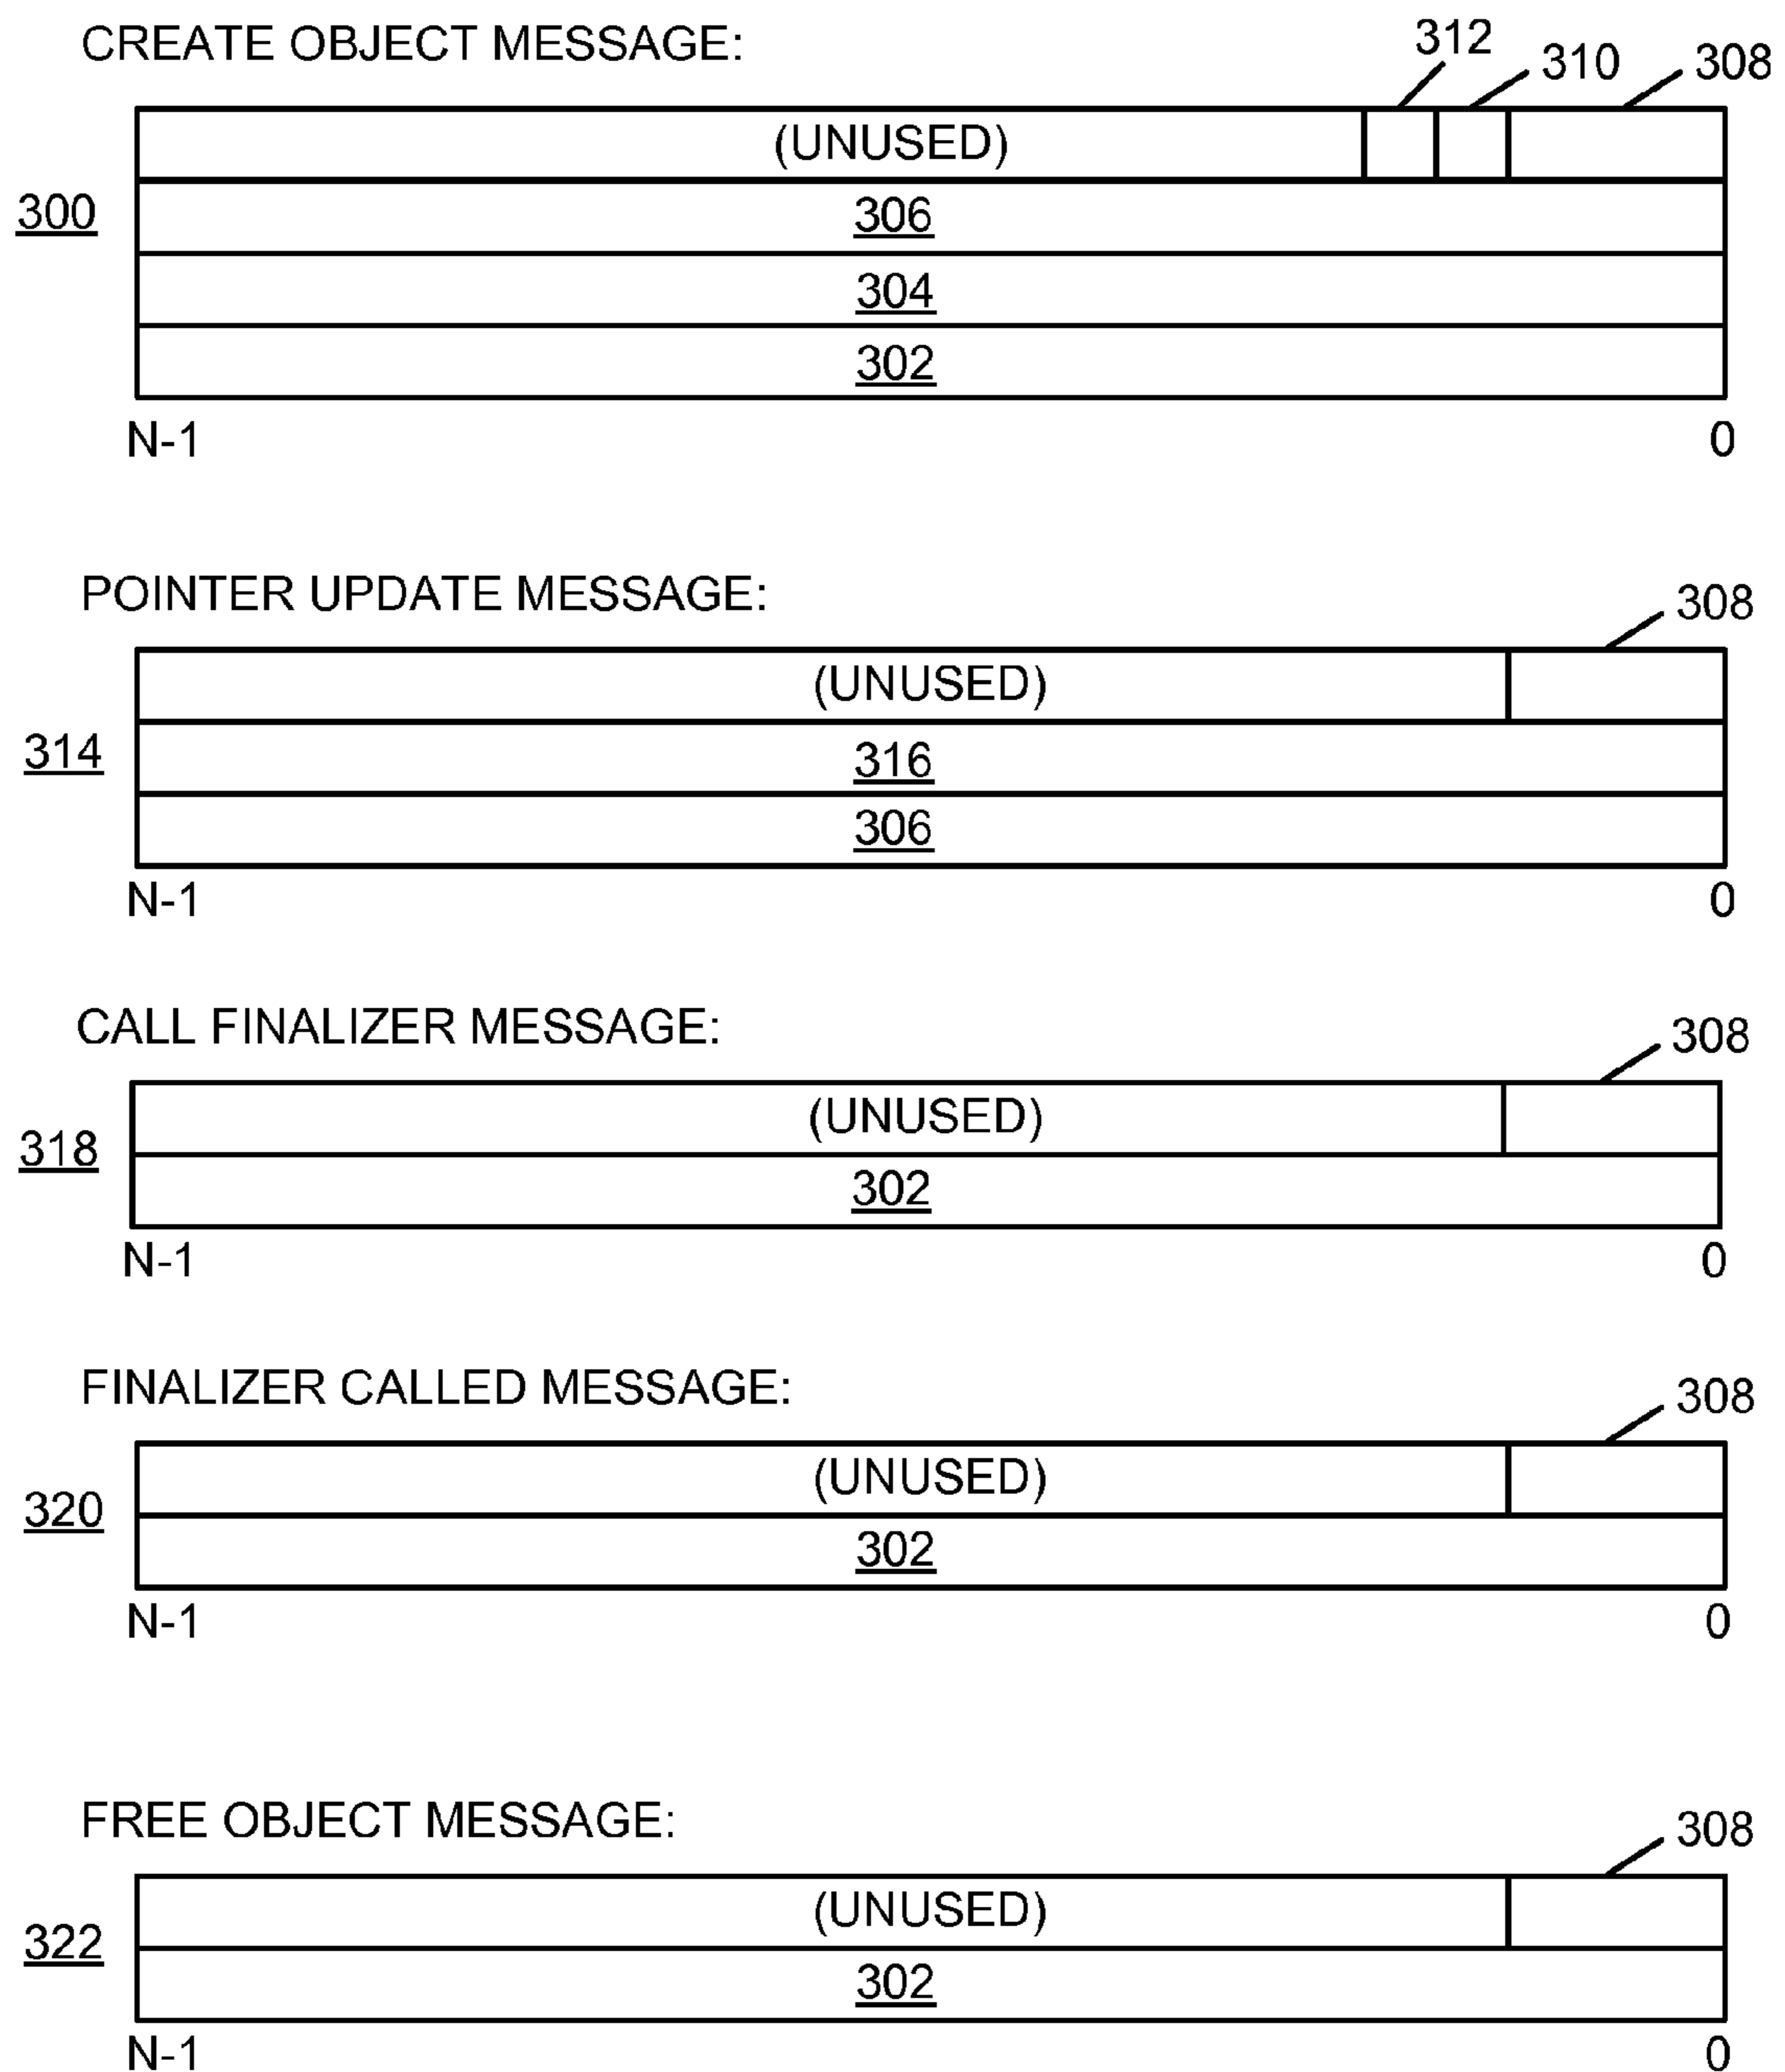 CREATE OBJECT MESSAGE:
312
310
308
(UNUSED)
300
306
304
302
N-1 0
POINTER UPDATE MESSAGE:
308
(UNUSED)
314
316
306
N-1 0
CALL FINALIZER MESSAGE:
308
(UNUSED)
318
302
N-1 0
FINALIZER CALLED MESSAGE:
308
(UNUSED)
320
302
N-1 0
FREE OBJECT MESSAGE:
308
(UNUSED)
322
302
N-1 0